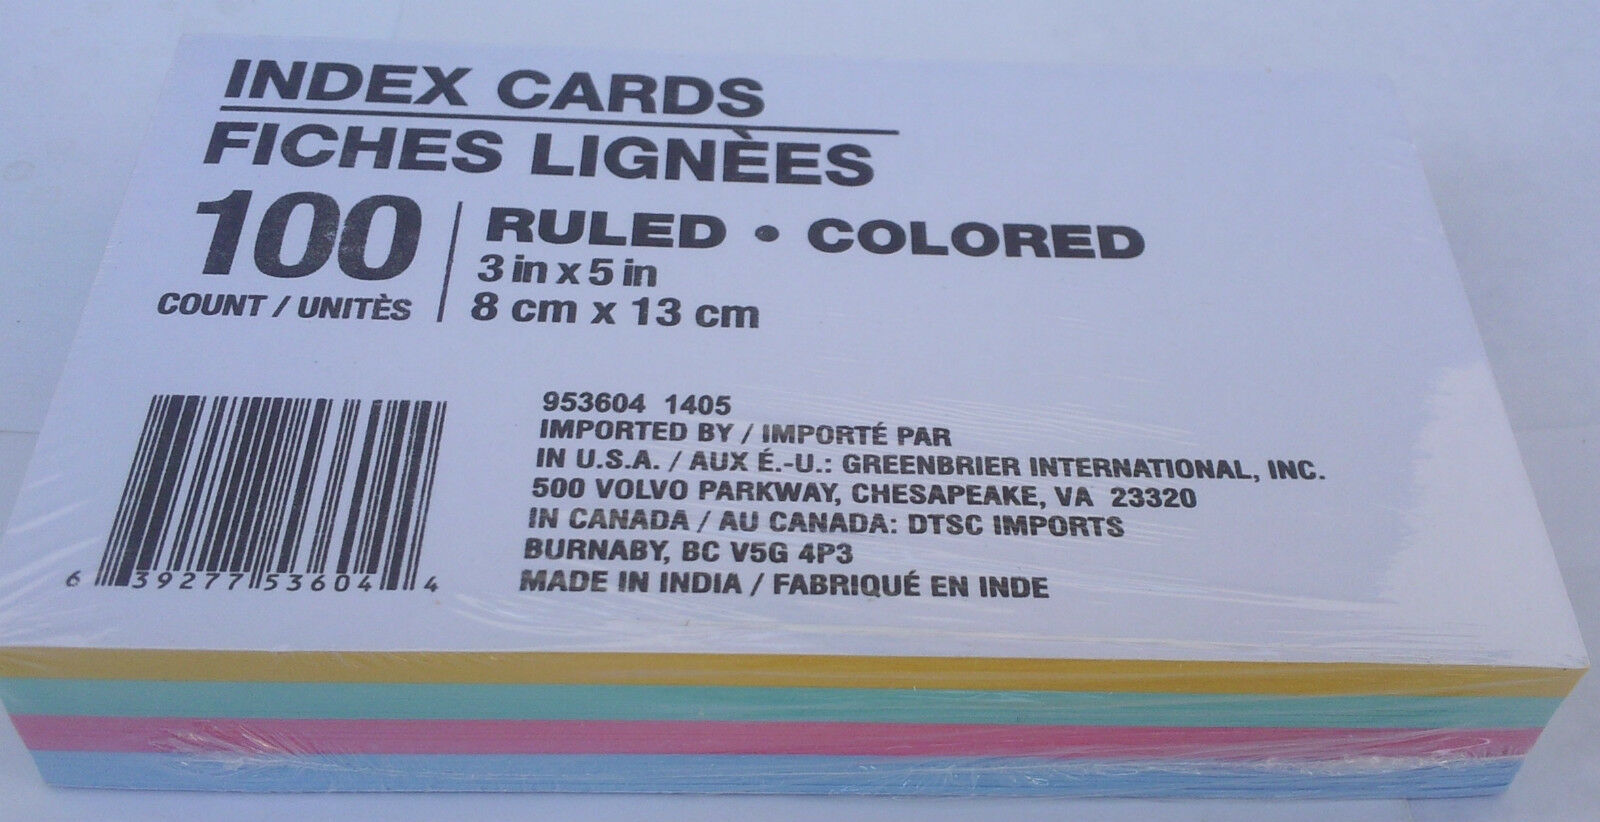 INDEX CARDS
FICHES LIGNÈES
100
COUNT / UNITÈS
RULED • COLORED
3 in x 5 in
8 cm x 13 cm
953604 1405
IMPORTED BY / IMPORTÉ PAR
IN U.S.A. / AUX É.-U.: GREENBRIER INTERNATIONAL, INC.
500 VOLVO PARKWAY, CHESAPEAKE, VA 23320
IN CANADA / AU CANADA: DTSC IMPORTS
BURNABY, BC V5G 4P3
MADE IN INDIA / FABRIQUÉ EN INDE
6 39277 53604 4